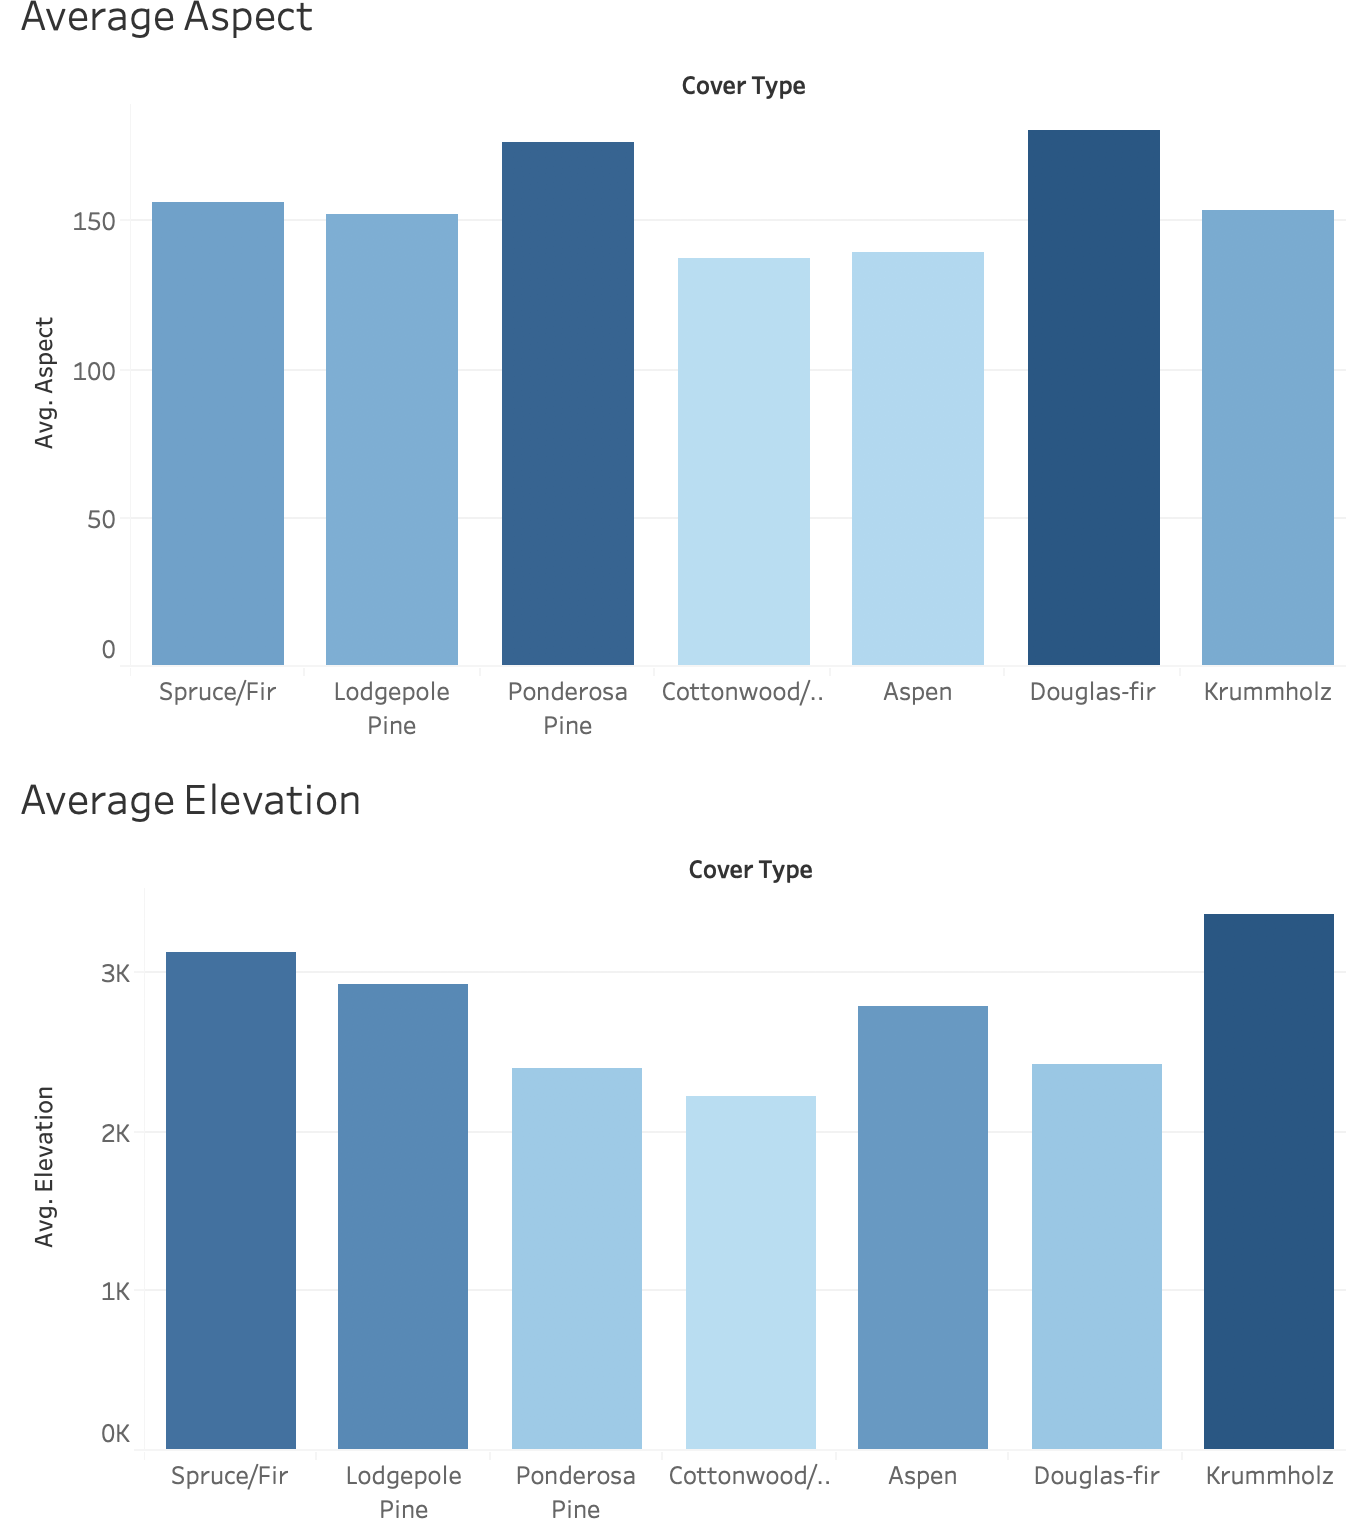 Average Aspect
Cover Type
Avg. Aspect
150
100
50
0
Spruce/Fir
Lodgepole
Pine
Ponderosa
Pine
Cottonwood/..
Aspen
Douglas-fir
Krummholz
Average Elevation
Cover Type
Avg. Elevation
3K
2K
1K
0K
Spruce/Fir
Lodgepole
Pine
Ponderosa
Pine
Cottonwood/..
Aspen
Douglas-fir
Krummholz